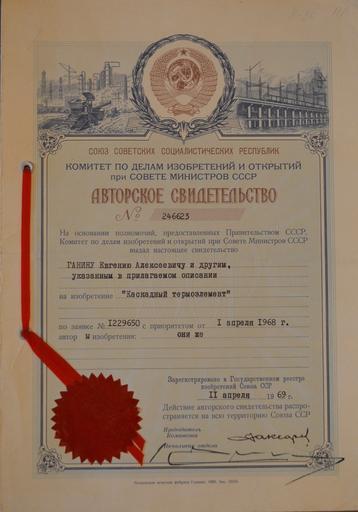 СОЮЗ СОВЕТСКИХ СОЦИАЛИСТИЧЕСКИХ РЕСПУБЛИК
КОМИТЕТ ПО ДЕЛАМ ИЗОБРЕТЕНИЙ И ОТКРЫТИЙ
ПРИ СОВЕТЕ МИНИСТРОВ СССР
АВТОРСКОЕ СВИДЕТЕЛЬСТВО
№ 246623
На основании полномочий, предоставленных Правительством СССР,
Комитет по делам изобретений и открытий при Совете Министров СССР
выдал настоящее свидетельство
ГАНИНУ Евгению Алексеевичу и другим,
указанным в прилагаемом описании
на изобретение "Каскадный термоэлемент"
по заявке № 1229650 с приоритетом от I апреля 1968 г.
автор ы изобретения: они же
Зарегистрировано в Государственном реестре
изобретений Союза ССР
II апреля 1969г.
Действие авторского свидетельства распро-
страняется на всю территорию Союза ССР
Председатель
Комитета
Начальник отдела